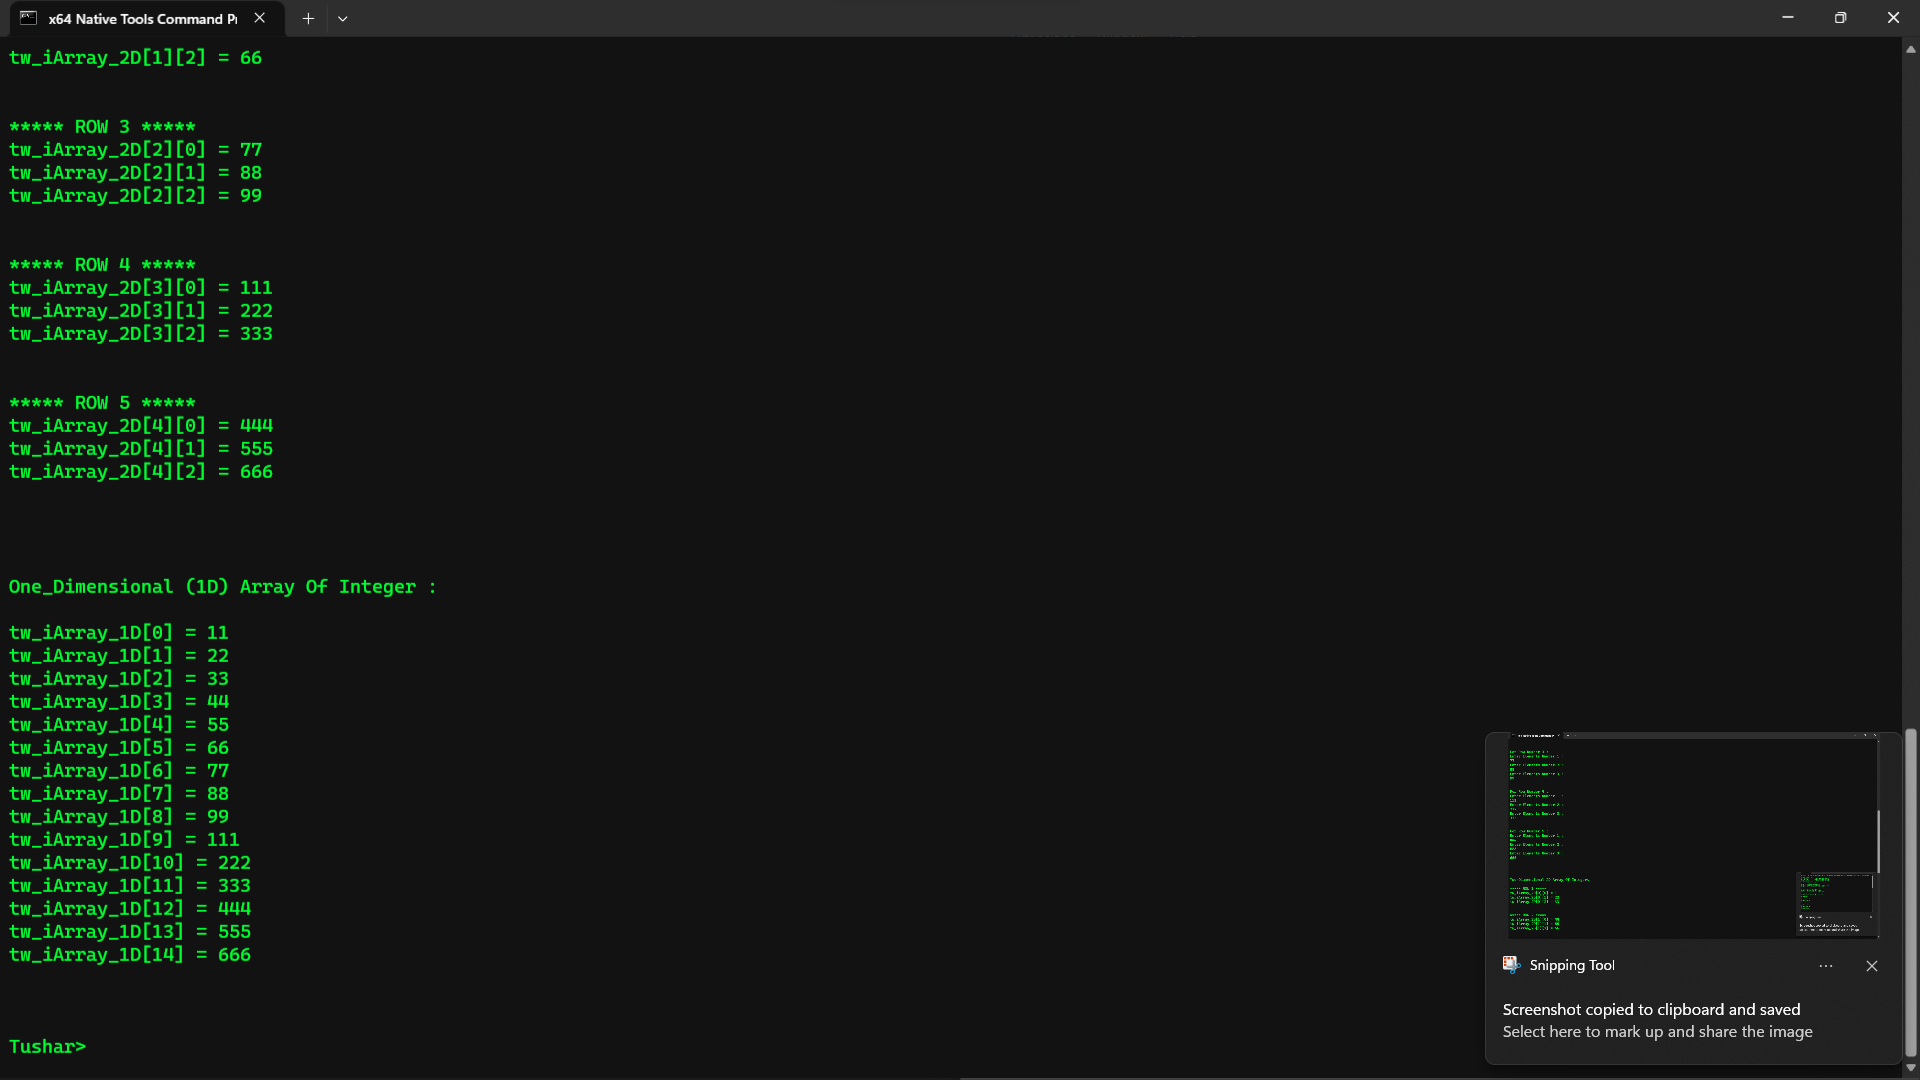 x64 Native Tools Command Pr
tw_iArray_2D[1][2] = 66
***** ROW 3 *****
tw_iArray_2D[2][0] = 77
tw_iArray_2D[2][1] = 88
tw_iArray_2D[2][2] = 99
***** ROW 4 *****
tw_iArray_2D[3][0] = 111
tw_iArray_2D[3][1] = 222
tw_iArray_2D[3][2] = 333
***** ROW 5 *****
tw_iArray_2D[4][0] = 444
tw_iArray_2D[4][1] = 555
tw_iArray_2D[4][2] = 666
One_Dimensional (1D) Array Of Integer :
tw_iArray_1D[0] = 11
tw_iArray_1D[1] = 22
tw_iArray_1D[2] = 33
tw_iArray_1D[3] = 44
tw_iArray_1D[4] = 55
tw_iArray_1D[5] = 66
tw_iArray_1D[6] = 77
tw_iArray_1D[7] = 88
tw_iArray_1D[8] = 99
tw_iArray_1D[9] = 111
tw_iArray_1D[10] = 222
tw_iArray_1D[11] = 333
tw_iArray_1D[12] = 444
tw_iArray_1D[13] = 555
tw_iArray_1D[14] = 666
Tushar>
Snipping Tool
Screenshot copied to clipboard and saved
Select here to mark up and share the image